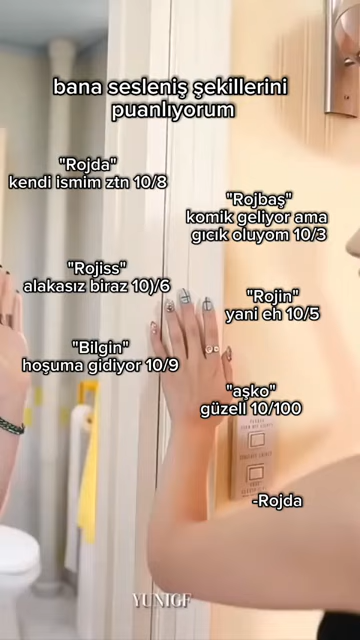 bana sesleniş şekillerini
puanlıyorum
"Rojda"
kendi ismim ztn 10/8
"Rojbaş"
komik geliyor ama
gıcık oluyom 10/3
"Rojiss"
alakasız biraz 10)/6
"Rojin"
yani eh 10/5
"Bilgin"
hoşuma gidiyor 10/9
"aşko"
güzell 10/100
-Rojda
YUNIGF